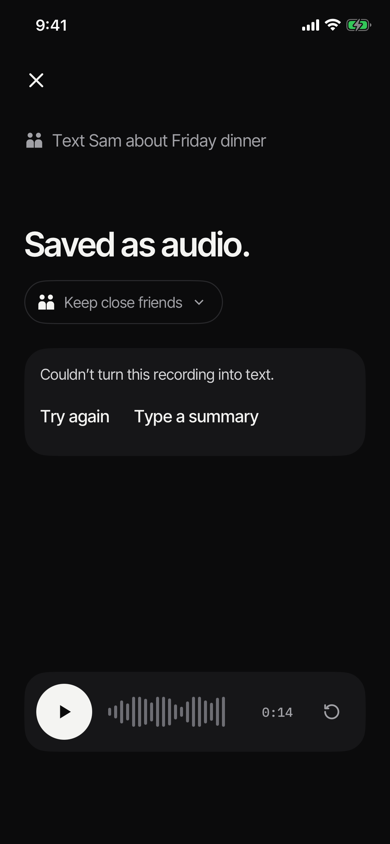 9:41
Text Sam about Friday dinner
Saved as audio.
Keep close friends
Couldn’t turn this recording into text.
Try again Type a summary
0:14